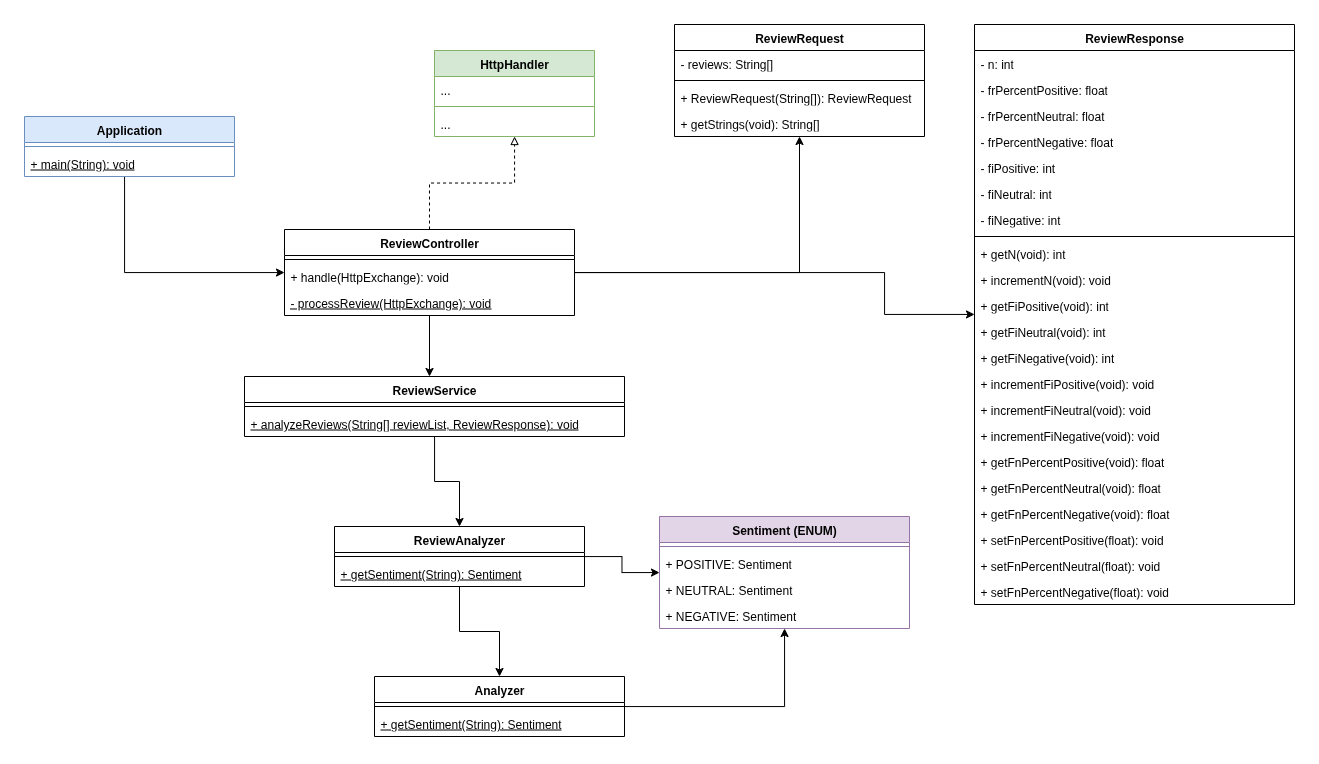 Application
+ main(String): void
HttpHandler
...
...
ReviewController
+ handle(HttpExchange): void
- processReview(HttpExchange): void
ReviewService
+ analyzeReviews(String[] reviewList, ReviewResponse): void
ReviewAnalyzer
+ getSentiment(String): Sentiment
Analyzer
+ getSentiment(String): Sentiment
Sentiment (ENUM)
+ POSITIVE: Sentiment
+ NEUTRAL: Sentiment
+ NEGATIVE: Sentiment
ReviewRequest
- reviews: String[]
+ ReviewRequest(String[]): ReviewRequest
+ getStrings(void): String[]
ReviewResponse
- n: int
- frPercentPositive: float
- frPercentNeutral: float
- frPercentNegative: float
- fiPositive: int
- fiNeutral: int
- fiNegative: int
+ getN(void): int
+ incrementN(void): void
+ getFiPositive(void): int
+ getFiNeutral(void): int
+ getFiNegative(void): int
+ incrementFiPositive(void): void
+ incrementFiNeutral(void): void
+ incrementFiNegative(void): void
+ getFnPercentPositive(void): float
+ getFnPercentNeutral(void): float
+ getFnPercentNegative(void): float
+ setFnPercentPositive(float): void
+ setFnPercentNeutral(float): void
+ setFnPercentNegative(float): void